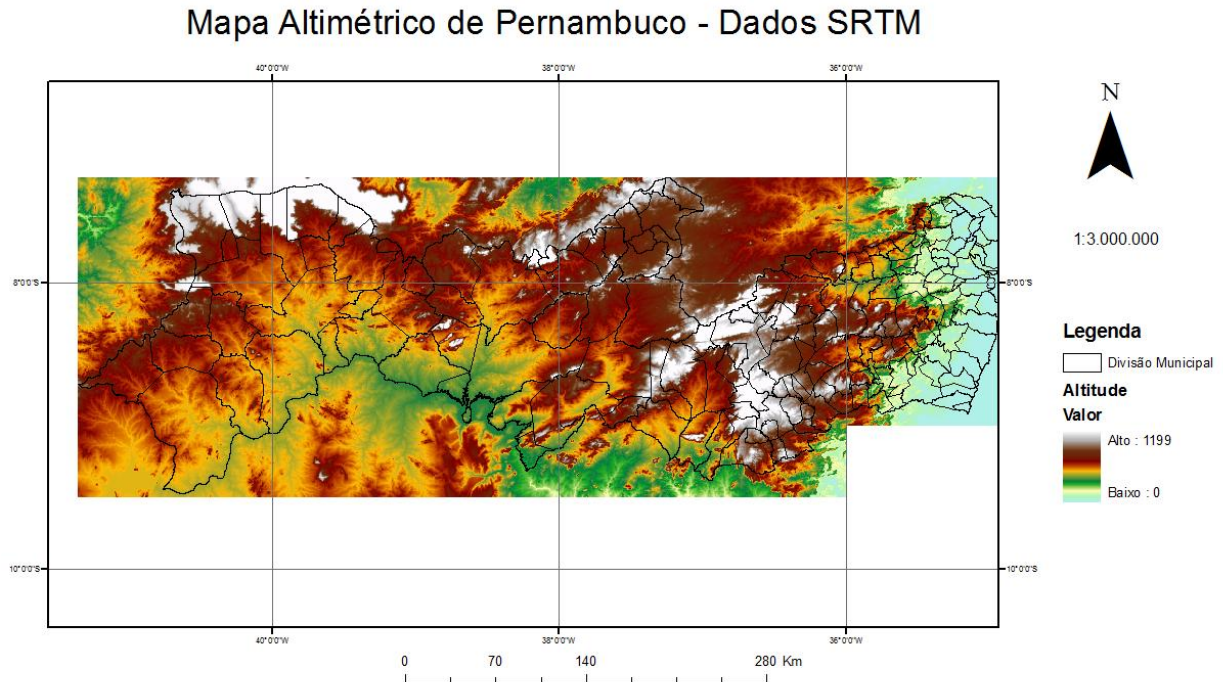 Mapa Altimétrico de Pernambuco - Dados SRTM
40°0'0"W 38°0'0"W 36°0'0"W
N
1:3.000.000
8°0'0"S 8°0'0"S
Legenda
Divisão Municipal
Altitude
Valor
Alto : 1199
Baixo : 0
10°0'0"S 10°0'0"S
40°0'0"W 38°0'0"W 36°0'0"W
0 70 140 280 Km